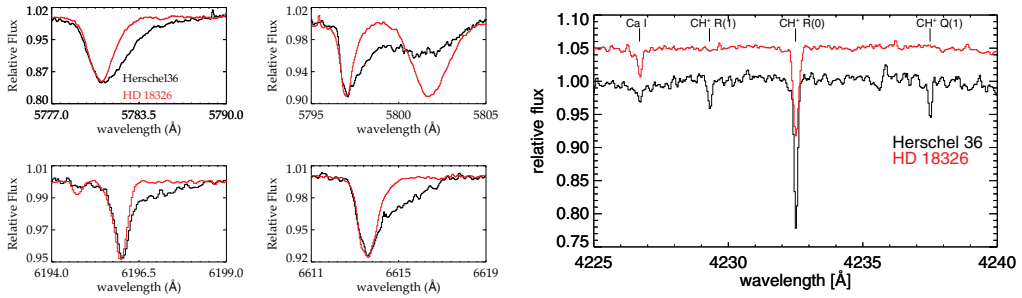 1.02
0.95
0.87
0.80
Relative Flux
Herschel36
HD 18326
5777.0 5783.5 5790.0
wavelength (Å)
1.02
0.98
0.94
0.90
Relative Flux
5795 5800 5805
wavelength (Å)
1.01
0.99
0.97
0.95
Relative Flux
6194.0 6196.5 6199.0
wavelength (Å)
1.01
0.98
0.95
0.92
Relative Flux
6611 6615 6619
wavelength (Å)
1.10
1.05
1.00
0.95
0.90
0.85
0.80
0.75
relative flux
Ca I CH⁺ R(1) CH⁺ R(0) CH⁺ Q(1)
Herschel 36
HD 18326
4225 4230 4235 4240
wavelength [Å]